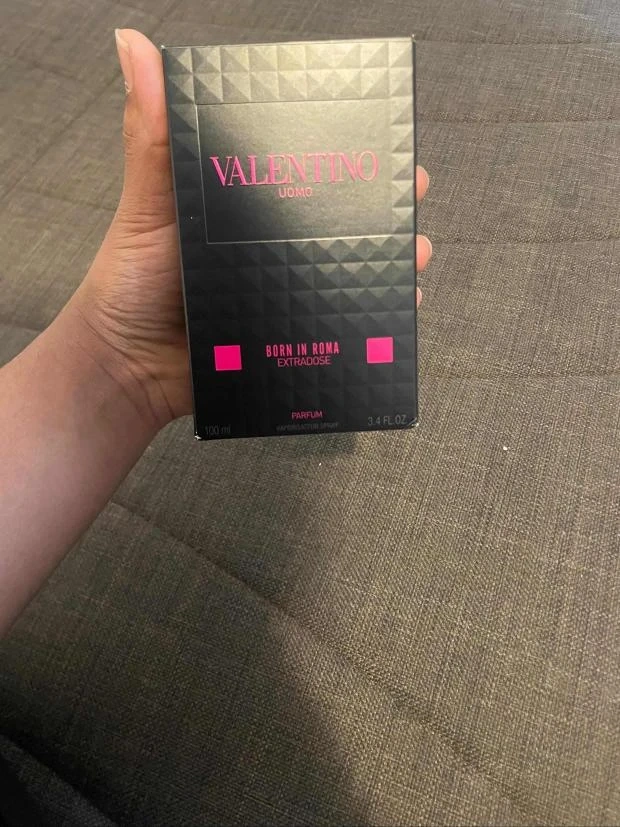 VALENTINO
UOMO
BORN IN ROMA
EXTRADOSE
PARFUM
100 ml VAPORISATEUR SPRAY 3.4 FL.OZ